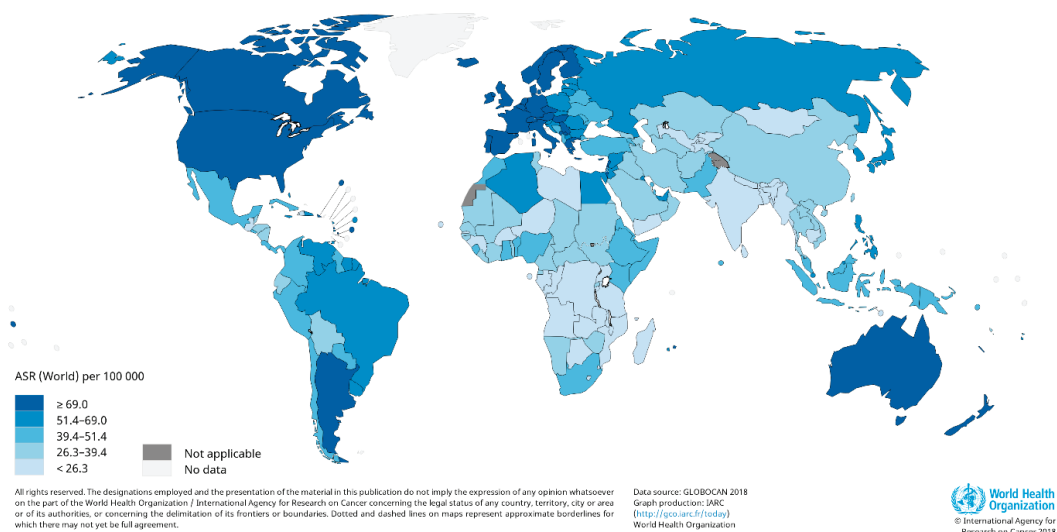 ASR (World) per 100 000
≥ 69.0
51.4–69.0
39.4–51.4
26.3–39.4
< 26.3
Not applicable
No data
All rights reserved. The designations employed and the presentation of the material in this publication do not imply the expression of any opinion whatsoever
on the part of the World Health Organization / International Agency for Research on Cancer concerning the legal status of any country, territory, city or area
or of its authorities, or concerning the delimitation of its frontiers or boundaries. Dotted and dashed lines on maps represent approximate borderlines for
which there may not yet be full agreement.
Data source: GLOBOCAN 2018
Graph production: IARC
(http://gco.iarc.fr/today)
World Health Organization
World Health
Organization
© International Agency for
Research on Cancer 2018